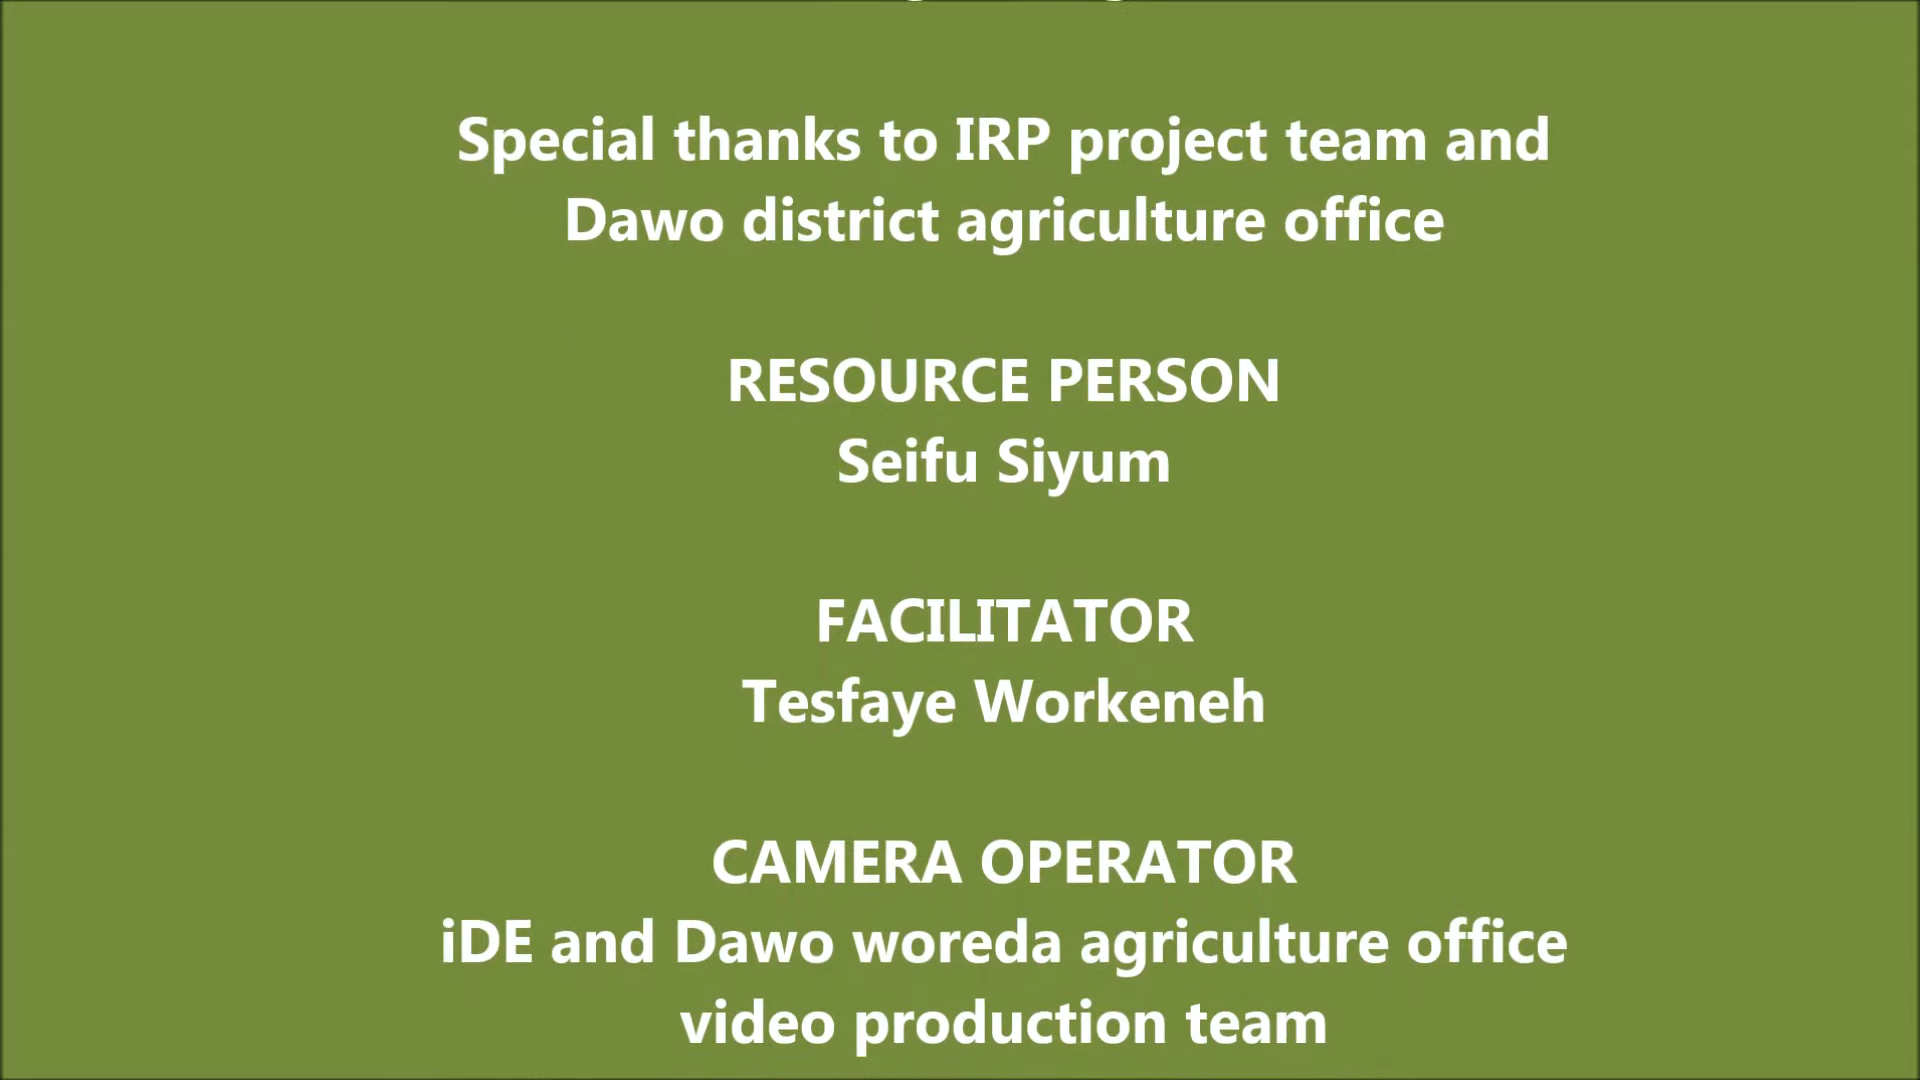 Special thanks to IRP project team and
Dawo district agriculture office
RESOURCE PERSON
Seifu Siyum
FACILITATOR
Tesfaye Workeneh
CAMERA OPERATOR
iDE and Dawo woreda agriculture office
video production team